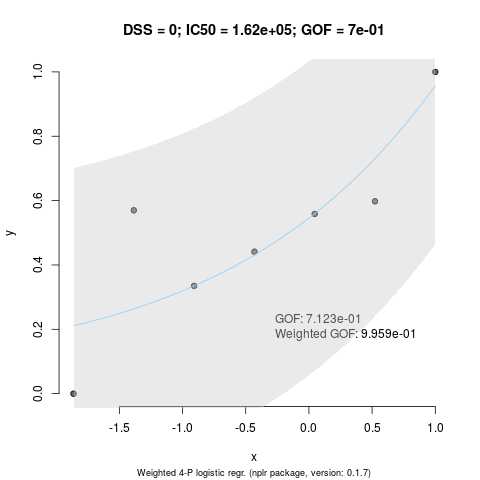 DSS = 0; IC50 = 1.62e+05; GOF = 7e-01
1.0
0.8
0.6
0.4
0.2
0.0
y
GOF: 7.123e-01
Weighted GOF: 9.959e-01
-1.5 -1.0 -0.5 0.0 0.5 1.0
x
Weighted 4-P logistic regr. (nplr package, version: 0.1.7)